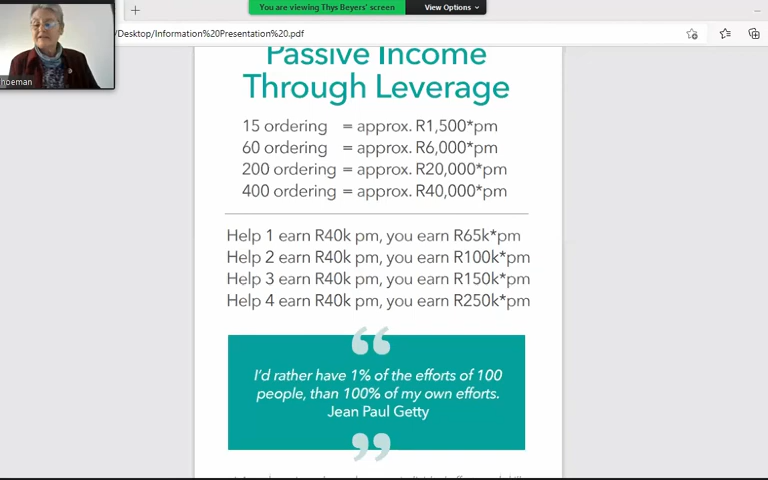 You are viewing Thys Beyers' screen
View Options
/Desktop/Information%20Presentation%20.pdf
hoeman
Passive Income
Through Leverage
15 ordering = approx. R1,500*pm
60 ordering = approx. R6,000*pm
200 ordering = approx. R20,000*pm
400 ordering = approx. R40,000*pm
Help 1 earn R40k pm, you earn R65k*pm
Help 2 earn R40k pm, you earn R100k*pm
Help 3 earn R40k pm, you earn R150k*pm
Help 4 earn R40k pm, you earn R250k*pm
“
I'd rather have 1% of the efforts of 100
people, than 100% of my own efforts.
Jean Paul Getty
”